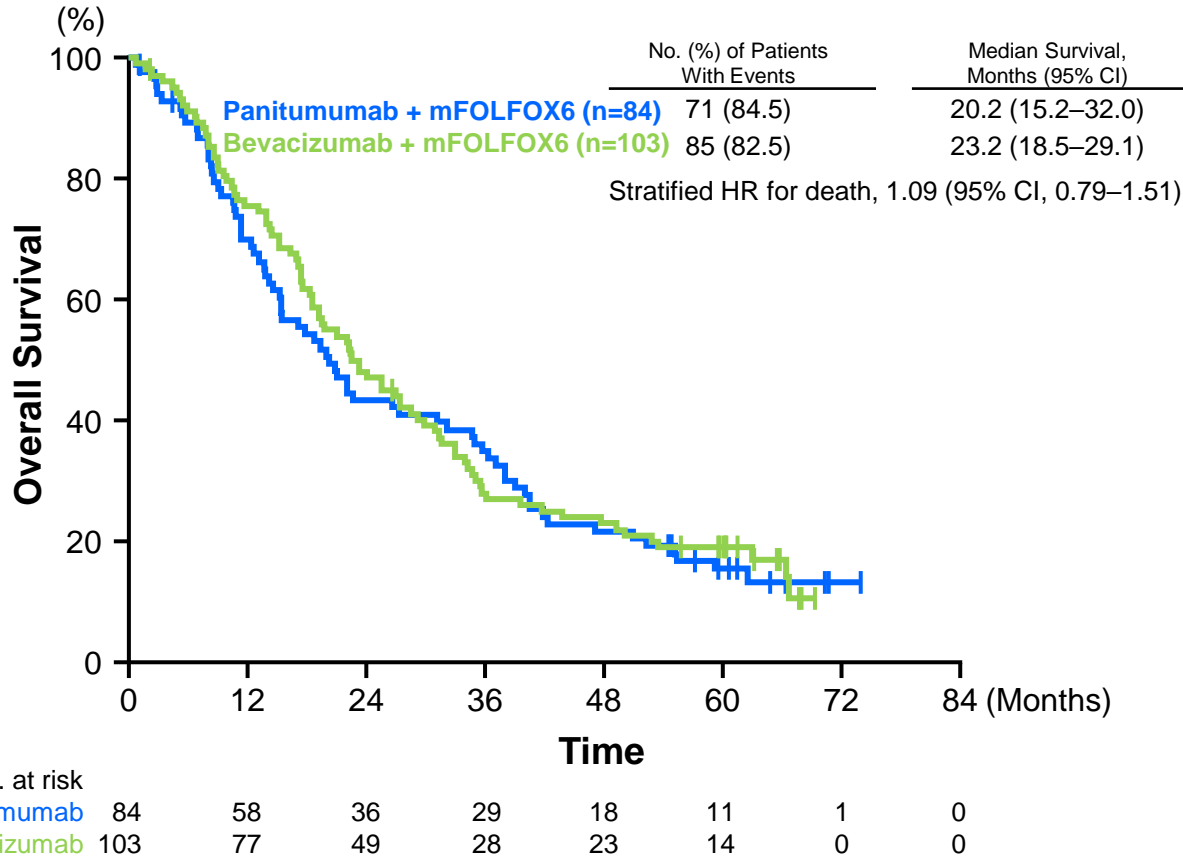 (%)
No. (%) of Patients With Events
Median Survival, Months (95% CI)
Panitumumab + mFOLFOX6 (n=84) 71 (84.5) 20.2 (15.2–32.0)
Bevacizumab + mFOLFOX6 (n=103) 85 (82.5) 23.2 (18.5–29.1)
Stratified HR for death, 1.09 (95% CI, 0.79–1.51)
100
80
60
40
20
0
Overall Survival
0 12 24 36 48 60 72 84 (Months)
Time
. at risk
mumab 84 58 36 29 18 11 1 0
izumab 103 77 49 28 23 14 0 0